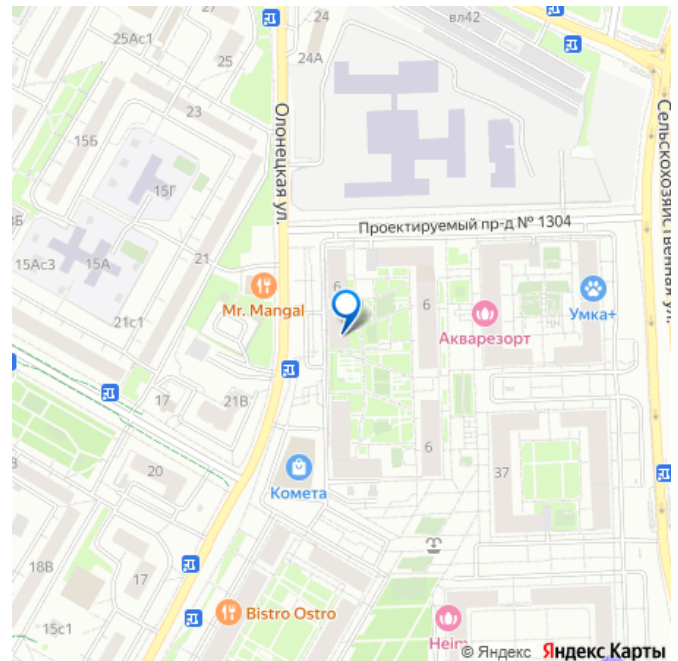 24
вл42
25Ас1
25
24А
Олонецкая ул.
Сельскохозяйственная ул.
23
15Б
15Г
Проектируемый пр-д № 1304
15Ас3
15А
21
6
6
Mr. Mangal
Умка+
Акварезорт
21с1
17
21В
6
37
20
Комета
18В
17
Bistro Ostro
15с1
Heim
© Яндекс Яндекс Карты